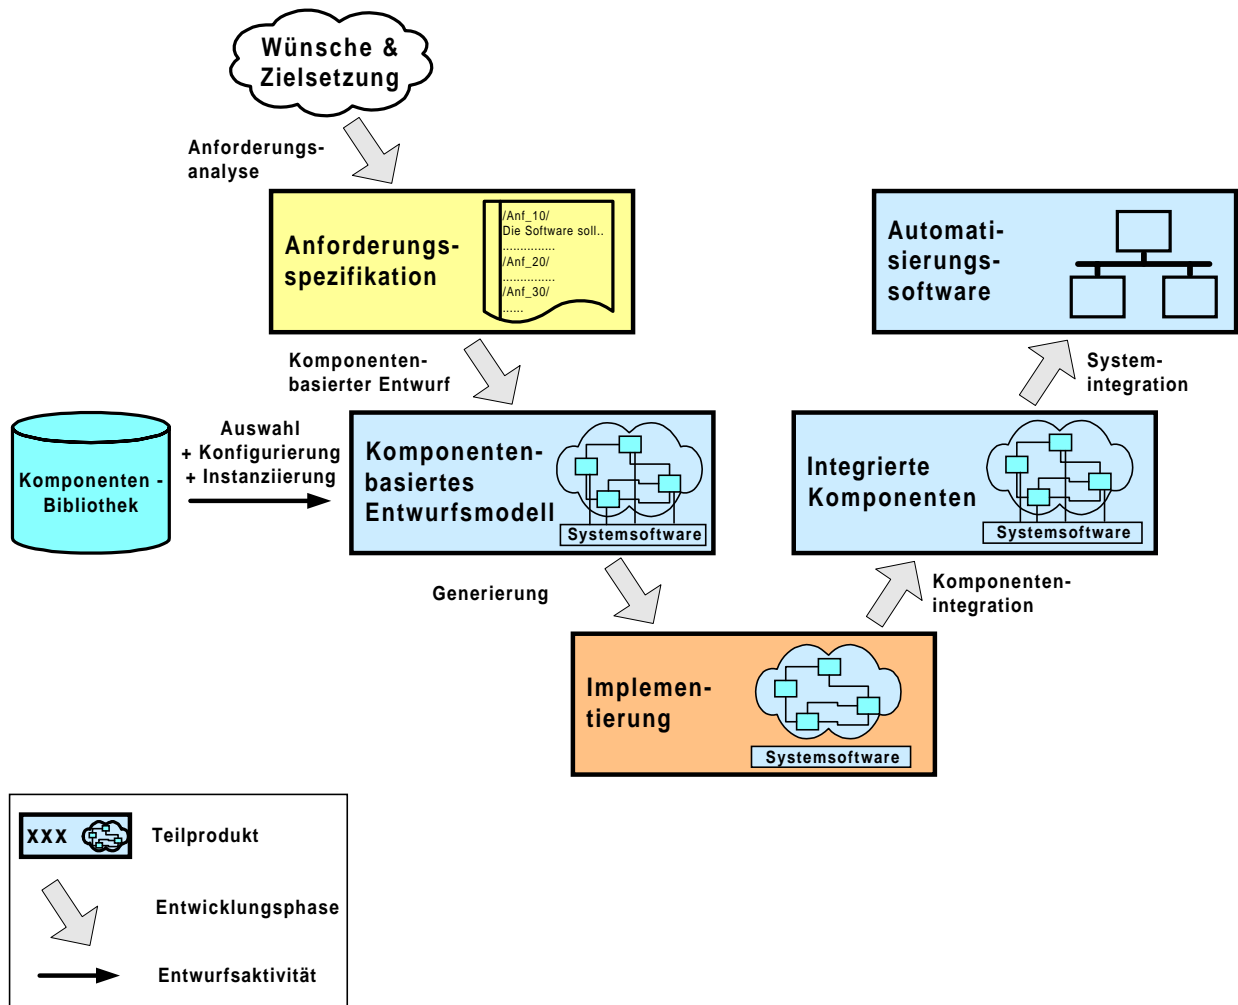 Wünsche &
Zielsetzung
Anforderungs-
analyse
Anforderungs-
spezifikation
/Anf_10/
Die Software soll..
...............
/Anf_20/
...............
/Anf_30/
......
Automati-
sierungs-
software
Komponenten-
basierter Entwurf
System-
integration
Komponenten -
Bibliothek
Auswahl
+ Konfigurierung
+ Instanziierung
Komponenten-
basiertes
Entwurfsmodell
Systemsoftware
Integrierte
Komponenten
Systemsoftware
Generierung
Komponenten-
integration
Implemen-
tierung
Systemsoftware
XXX
Teilprodukt
Entwicklungsphase
Entwurfsaktivität